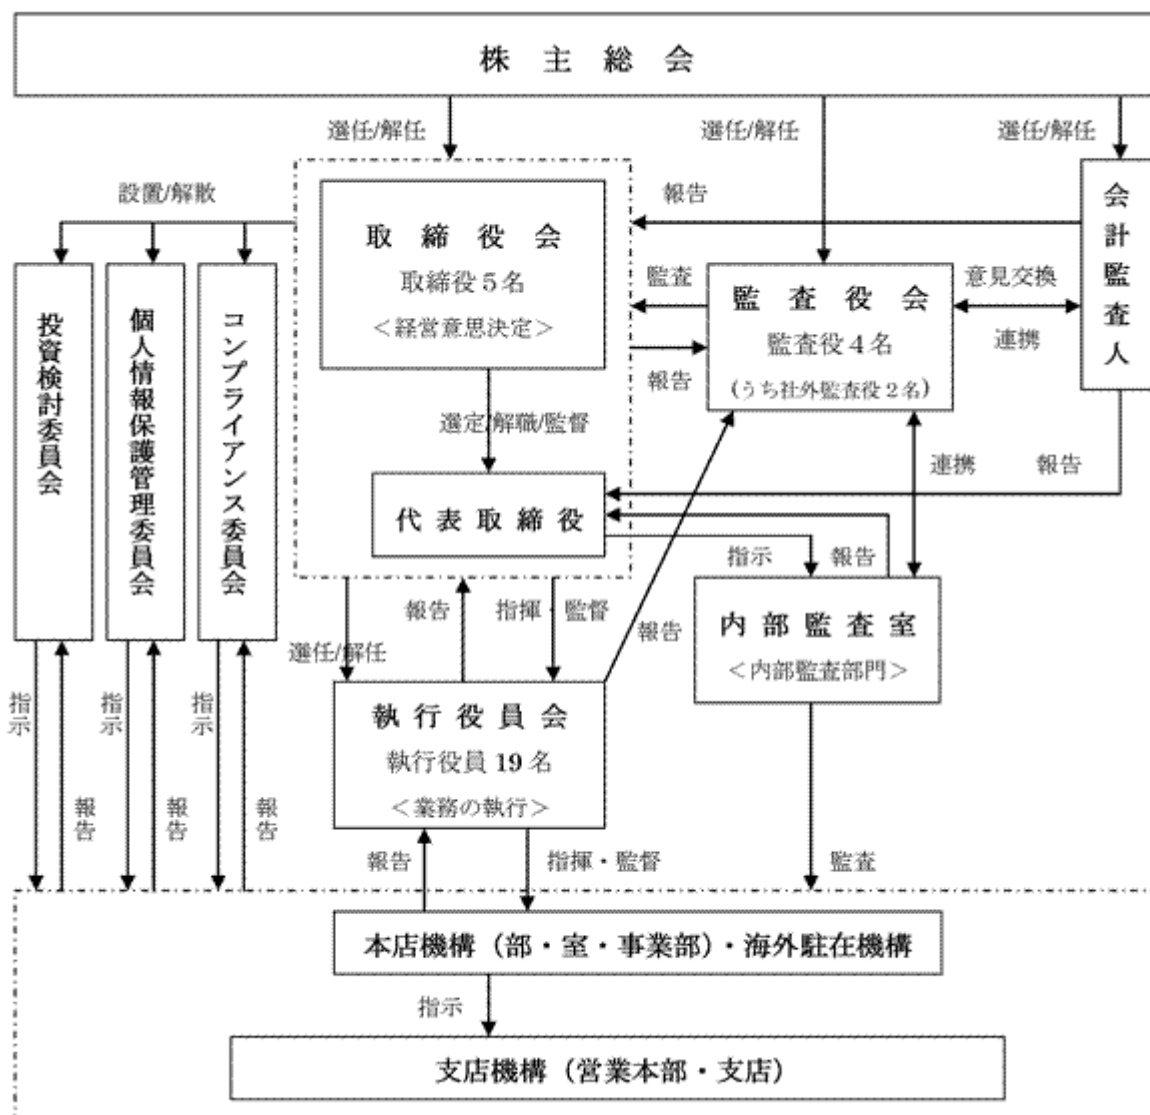 株主総会
選任/解任
選任/解任
選任/解任
設置/解散
報告
会計監査人
取締役会
取締役5名
＜経営意思決定＞
監査
報告
監査役会
監査役4名
(うち社外監査役2名)
意見交換
連携
投資検討委員会
個人情報保護管理委員会
コンプライアンス委員会
選定/解職/監督
代表取締役
連携
報告
指示
報告
報告
指揮・監督
選任/解任
報告
内部監査室
＜内部監査部門＞
執行役員会
執行役員19名
＜業務の執行＞
指示
指示
指示
報告
報告
報告
報告
指揮・監督
監査
本店機構（部・室・事業部）・海外駐在機構
指示
支店機構（営業本部・支店）